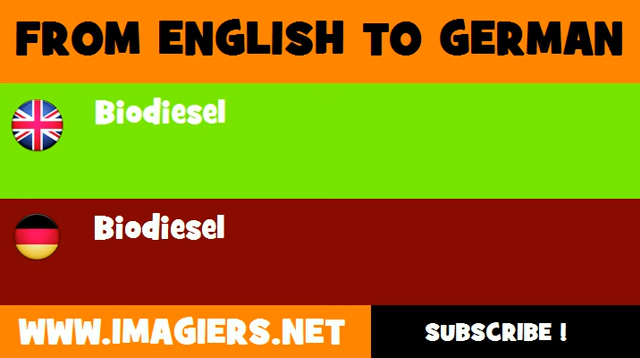 FROM ENGLISH TO GERMAN
Biodiesel
Biodiesel
WWW.IMAGIERS.NET
SUBSCRIBE !